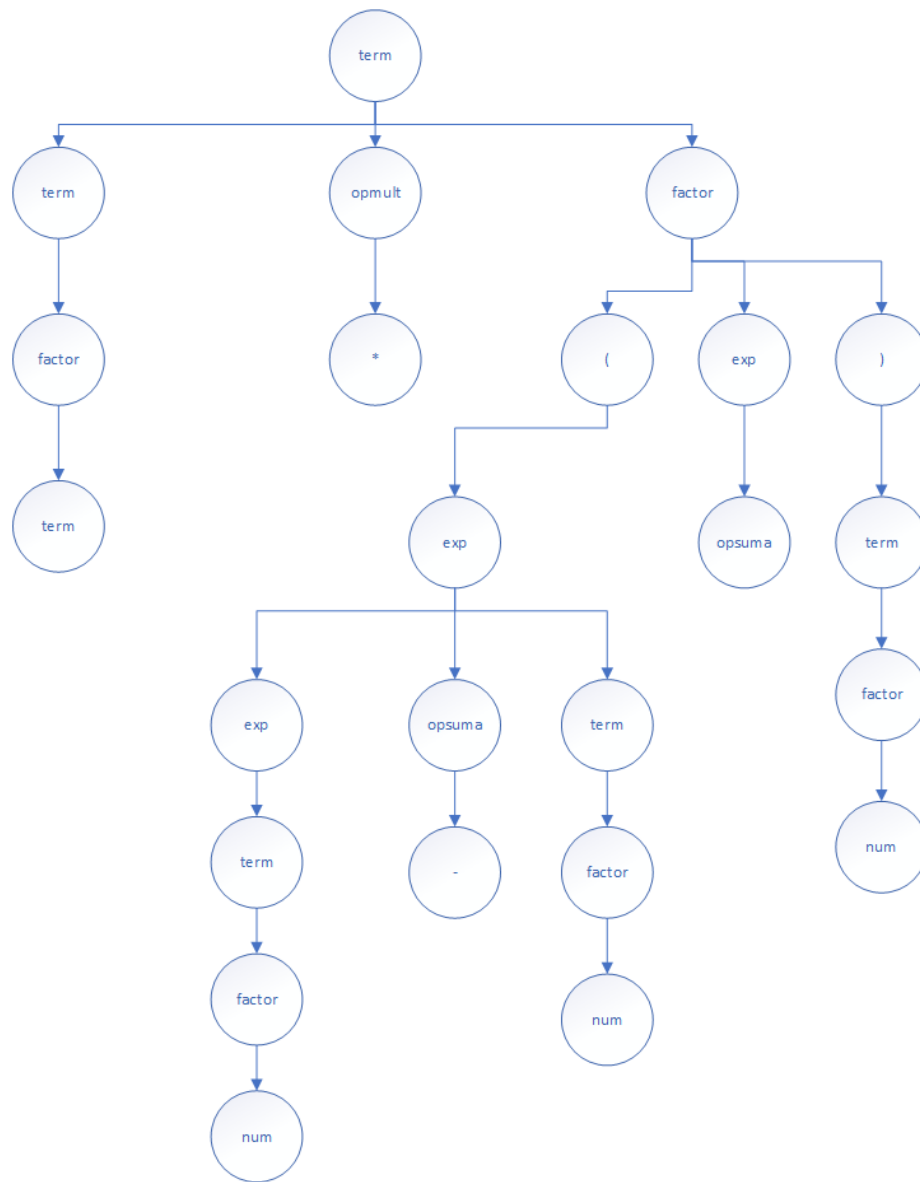 term
term
opmult
factor
factor
*
(
exp
)
term
exp
opsuma
term
exp
opsuma
term
factor
term
-
factor
num
factor
num
num